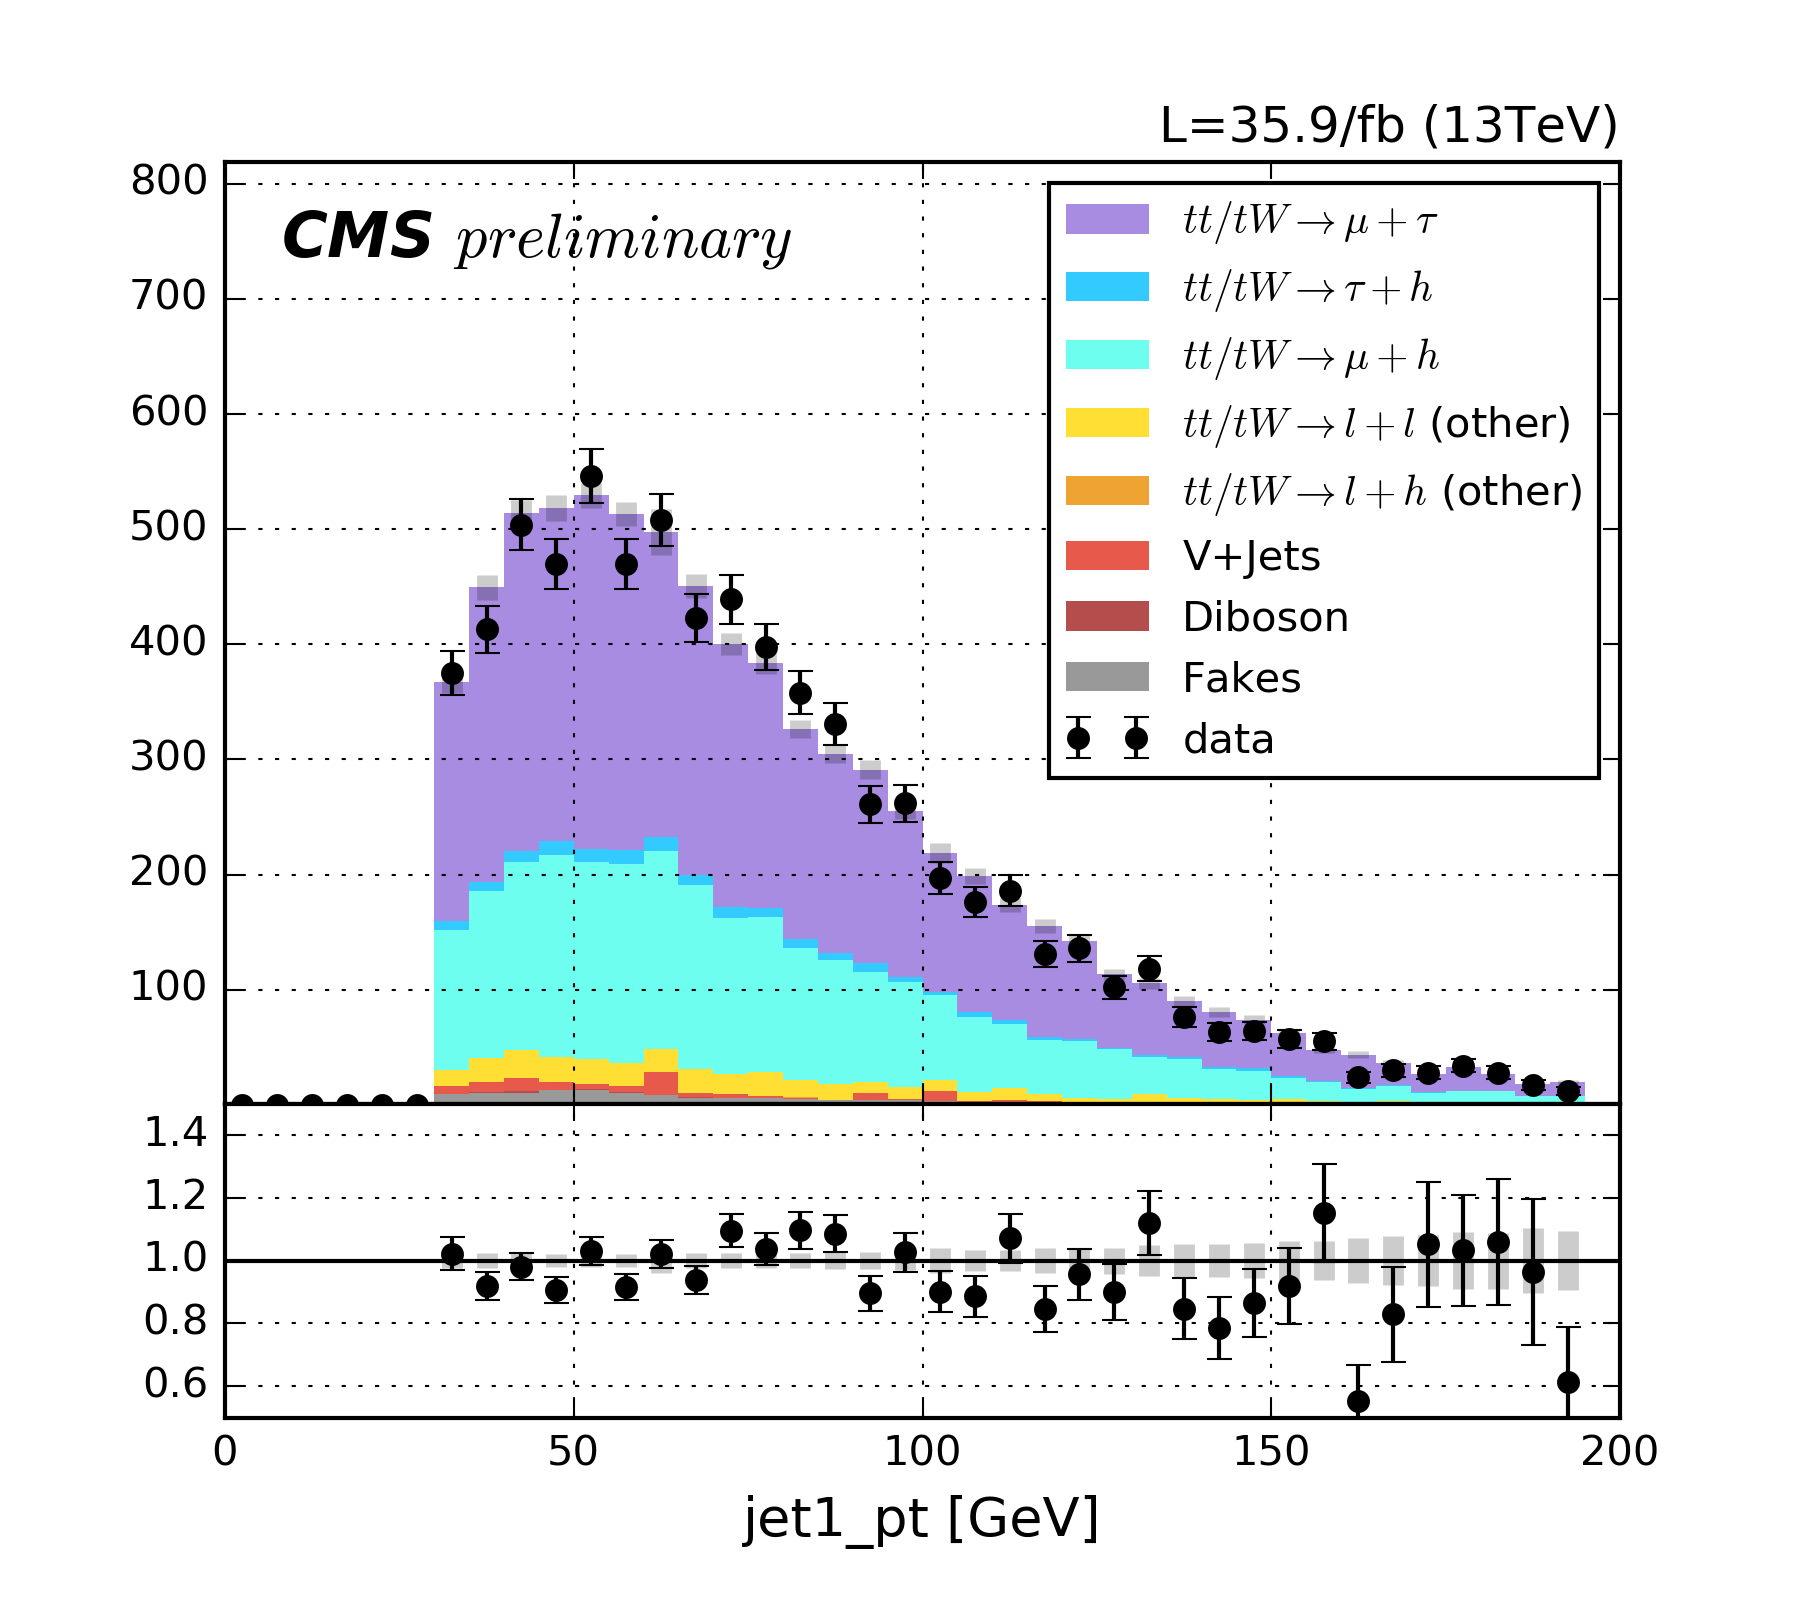 L=35.9/fb (13TeV)
CMS preliminary
800
700
600
500
400
300
200
100
tt/tW → μ + τ
tt/tW → τ + h
tt/tW → μ + h
tt/tW → l + l (other)
tt/tW → l + h (other)
V+Jets
Diboson
Fakes
data
1.4
1.2
1.0
0.8
0.6
0 50 100 150 200
jet1_pt [GeV]